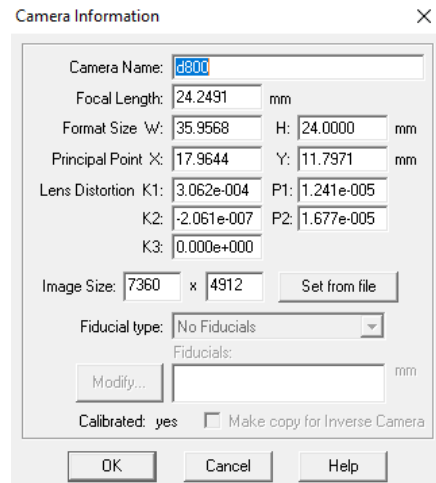 Camera Information
Camera Name: d800
Focal Length: 24.2491 mm
Format Size W: 35.9568 H: 24.0000 mm
Principal Point X: 17.9644 Y: 11.7971 mm
Lens Distortion K1: 3.062e-004 P1: 1.241e-005
K2: -2.061e-007 P2: 1.677e-005
K3: 0.000e+000
Image Size: 7360 x 4912 Set from file
Fiducial type: No Fiducials
Fiducials:
Modify... mm
Calibrated: yes Make copy for Inverse Camera
OK Cancel Help